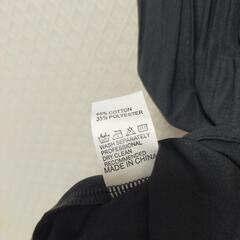 65% COTTON
35% POLYESTER
WASH SEPARATELY
PROFESSIONAL
DRY CLEAN
RECOMMENDED
MADE IN CHINA